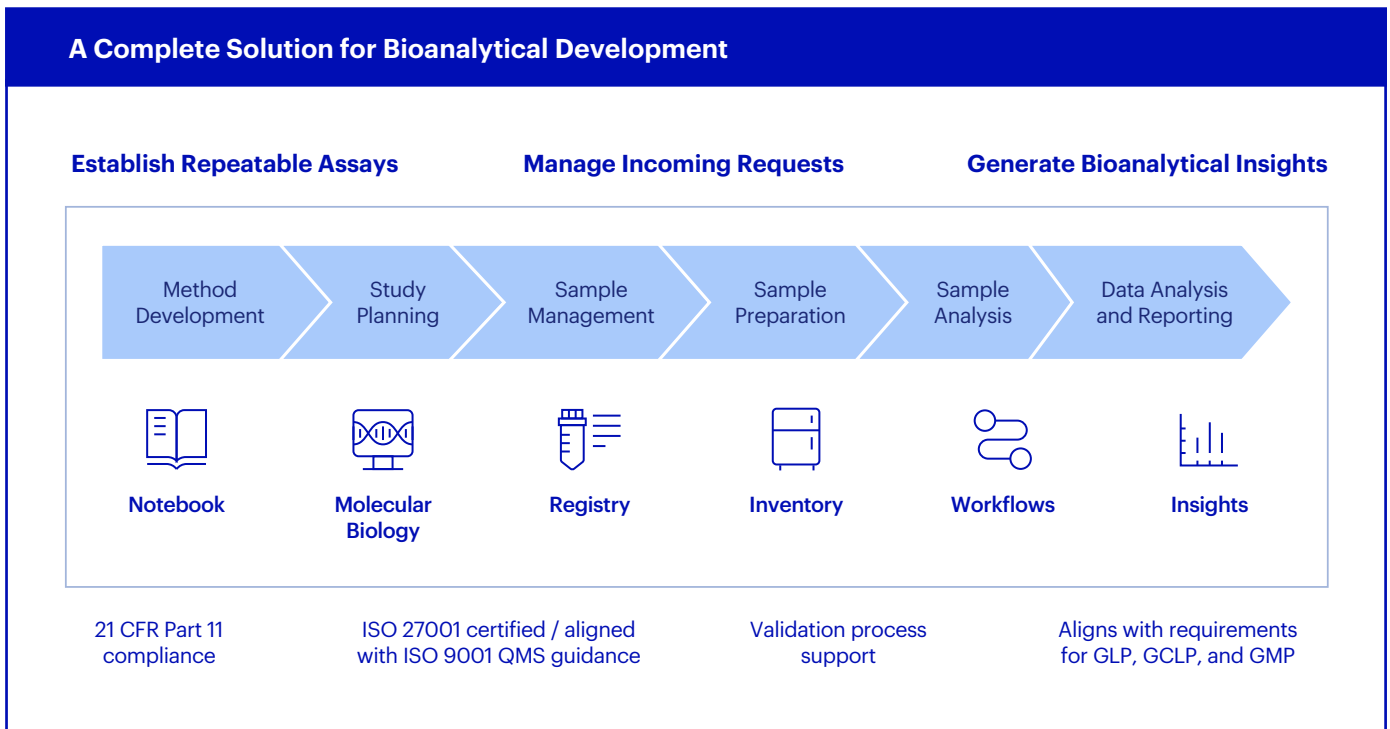 A Complete Solution for Bioanalytical Development
Establish Repeatable Assays
Manage Incoming Requests
Generate Bioanalytical Insights
Method
Development
Study
Planning
Sample
Management
Sample
Preparation
Sample
Analysis
Data Analysis
and Reporting
Notebook
Molecular
Biology
Registry
Inventory
Workflows
Insights
21 CFR Part 11
compliance
ISO 27001 certified / aligned
with ISO 9001 QMS guidance
Validation process
support
Aligns with requirements
for GLP, GCLP, and GMP